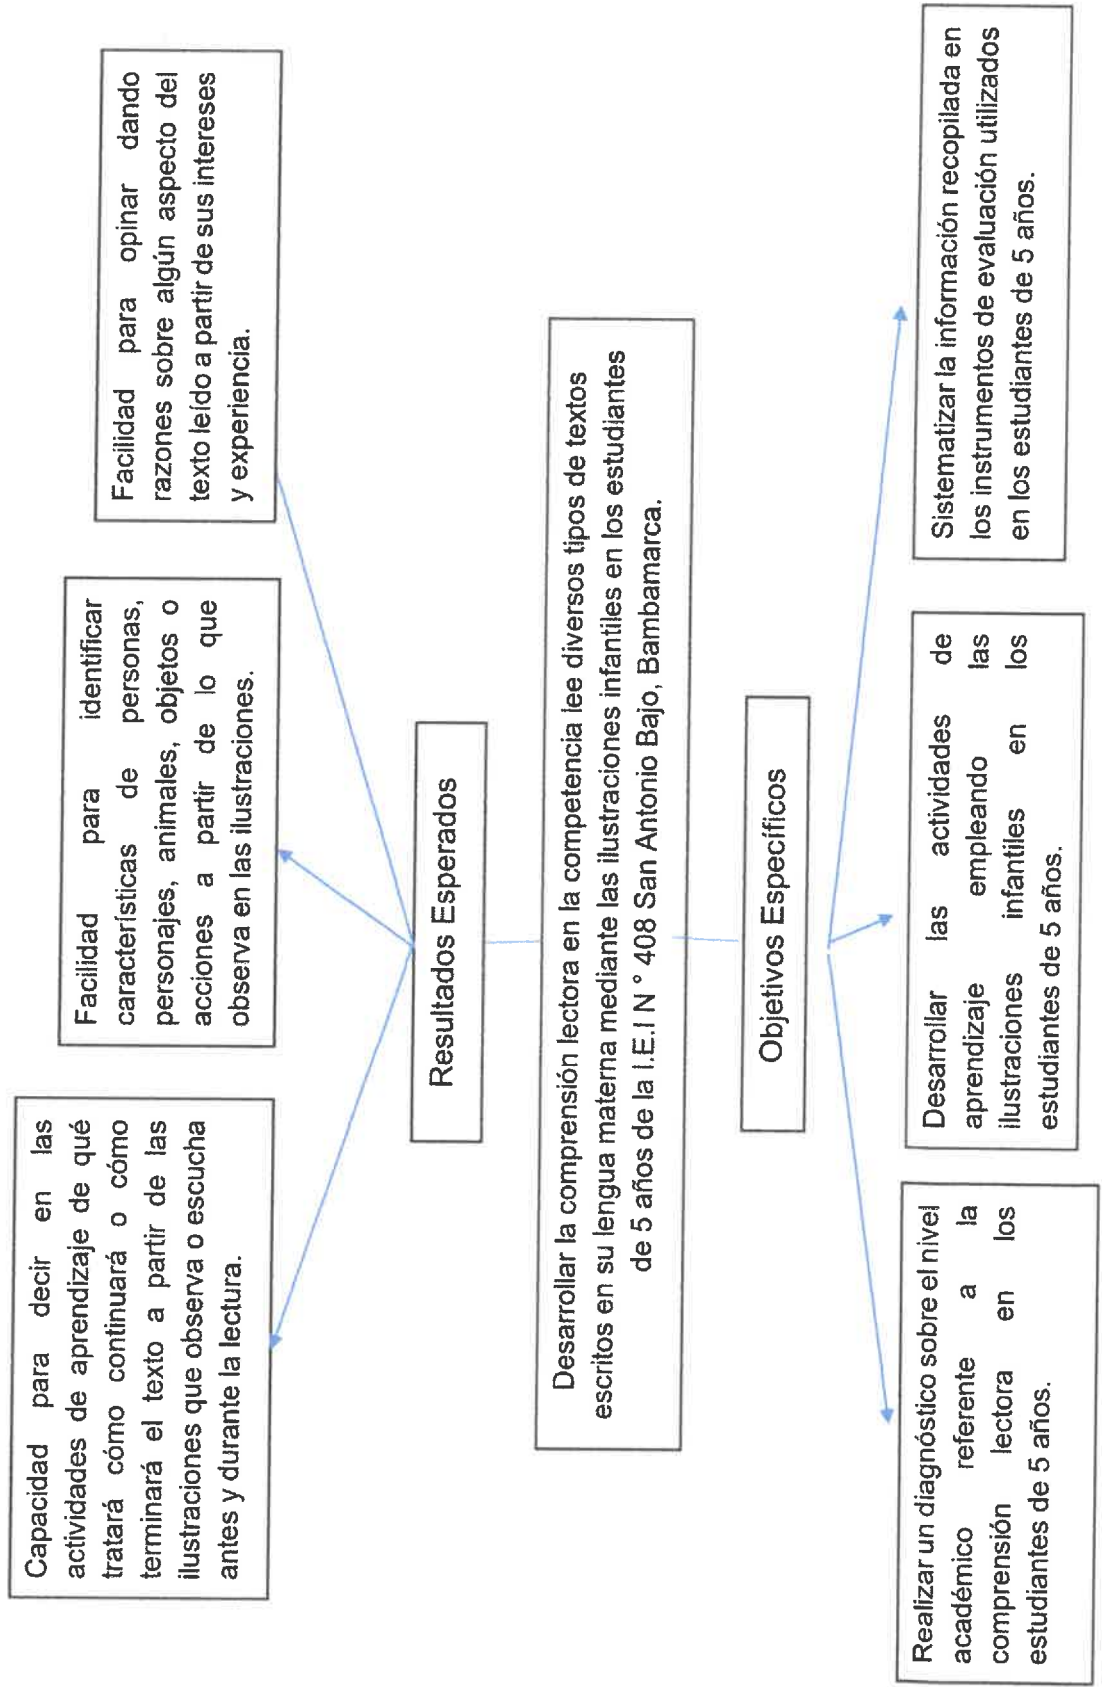 Capacidad para decir en las
actividades de aprendizaje de qué
tratará cómo continuará o cómo
terminará el texto a partir de las
ilustraciones que observa o escucha
antes y durante la lectura.
Facilidad para identificar
características de personas,
personajes, animales, objetos o
acciones a partir de lo que
observa en las ilustraciones.
Facilidad para opinar dando
razones sobre algún aspecto del
texto leído a partir de sus intereses
y experiencia.
Resultados Esperados
Desarrollar la comprensión lectora en la competencia lee diversos tipos de textos
escritos en su lengua materna mediante las ilustraciones infantiles en los estudiantes
de 5 años de la I.E.I N ° 408 San Antonio Bajo, Bambamarca.
Objetivos Específicos
Realizar un diagnóstico sobre el nivel
académico referente a la
comprensión lectora en los
estudiantes de 5 años.
Desarrollar las actividades de
aprendizaje empleando las
ilustraciones infantiles en los
estudiantes de 5 años.
Sistematizar la información recopilada en
los instrumentos de evaluación utilizados
en los estudiantes de 5 años.